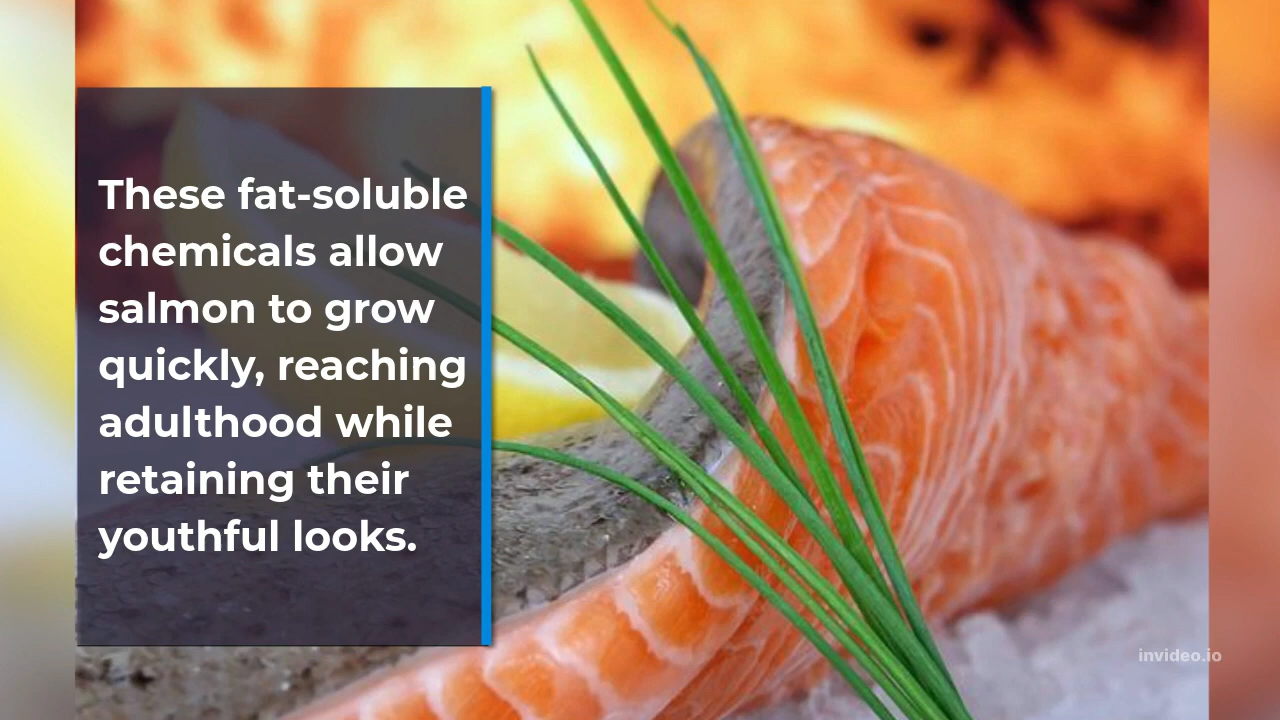 These fat-soluble
chemicals allow
salmon to grow
quickly, reaching
adulthood while
retaining their
youthful looks.
invideo.io